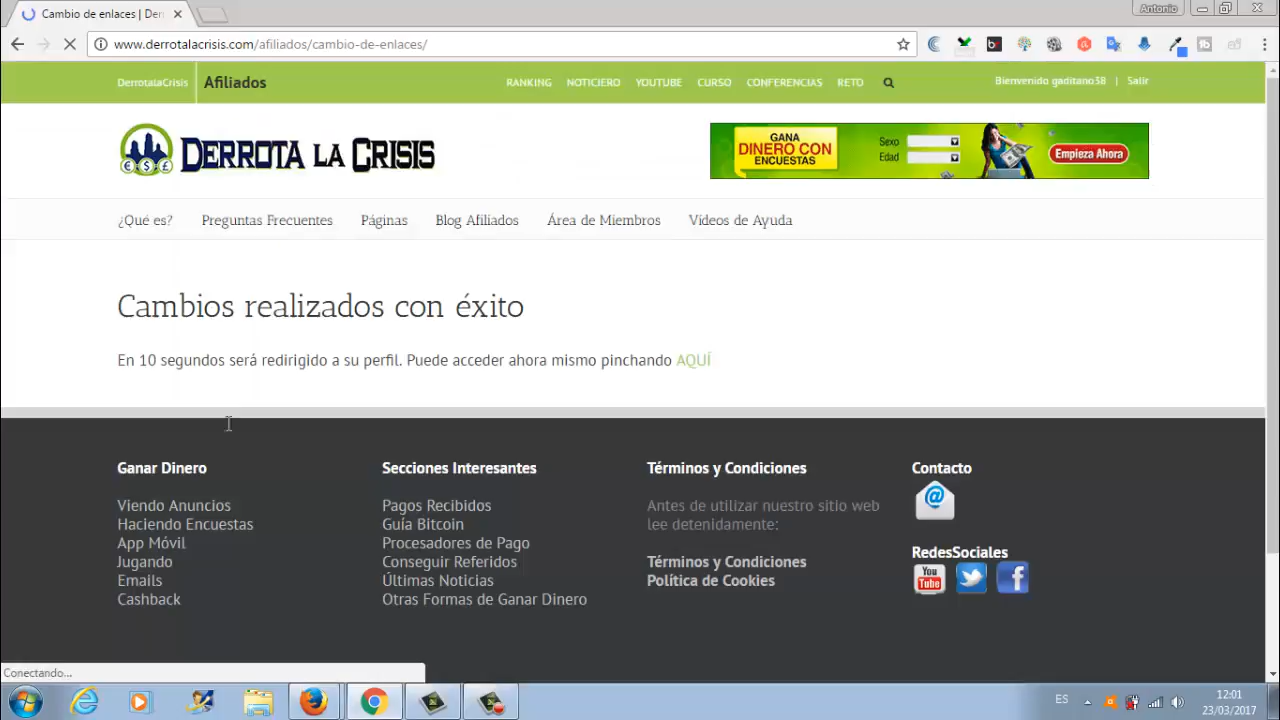 Cambio de enlaces | Der
Antonio
www.derrotalacrisis.com/afiliados/cambio-de-enlaces/
DerrotalaCrisis
Afiliados
RANKING NOTICIERO YOUTUBE CURSO CONFERENCIAS RETO
Bienvenido gaditano38 | Salir
DERROTA LA CRISIS
GANA
DINERO CON
ENCUESTAS
Sexo
Edad
Empieza Ahora
¿Qué es? Preguntas Frecuentes Páginas Blog Afiliados Área de Miembros Vídeos de Ayuda
Cambios realizados con éxito
En 10 segundos será redirigido a su perfil. Puede acceder ahora mismo pinchando AQUÍ
Ganar Dinero
Viendo Anuncios
Haciendo Encuestas
App Móvil
Jugando
Emails
Cashback
Secciones Interesantes
Pagos Recibidos
Guía Bitcoin
Procesadores de Pago
Conseguir Referidos
Últimas Noticias
Otras Formas de Ganar Dinero
Términos y Condiciones
Antes de utilizar nuestro sitio web
lee detenidamente:
Términos y Condiciones
Política de Cookies
Contacto
RedesSociales
You
Tube
Conectando...
ES
12:01
23/03/2017